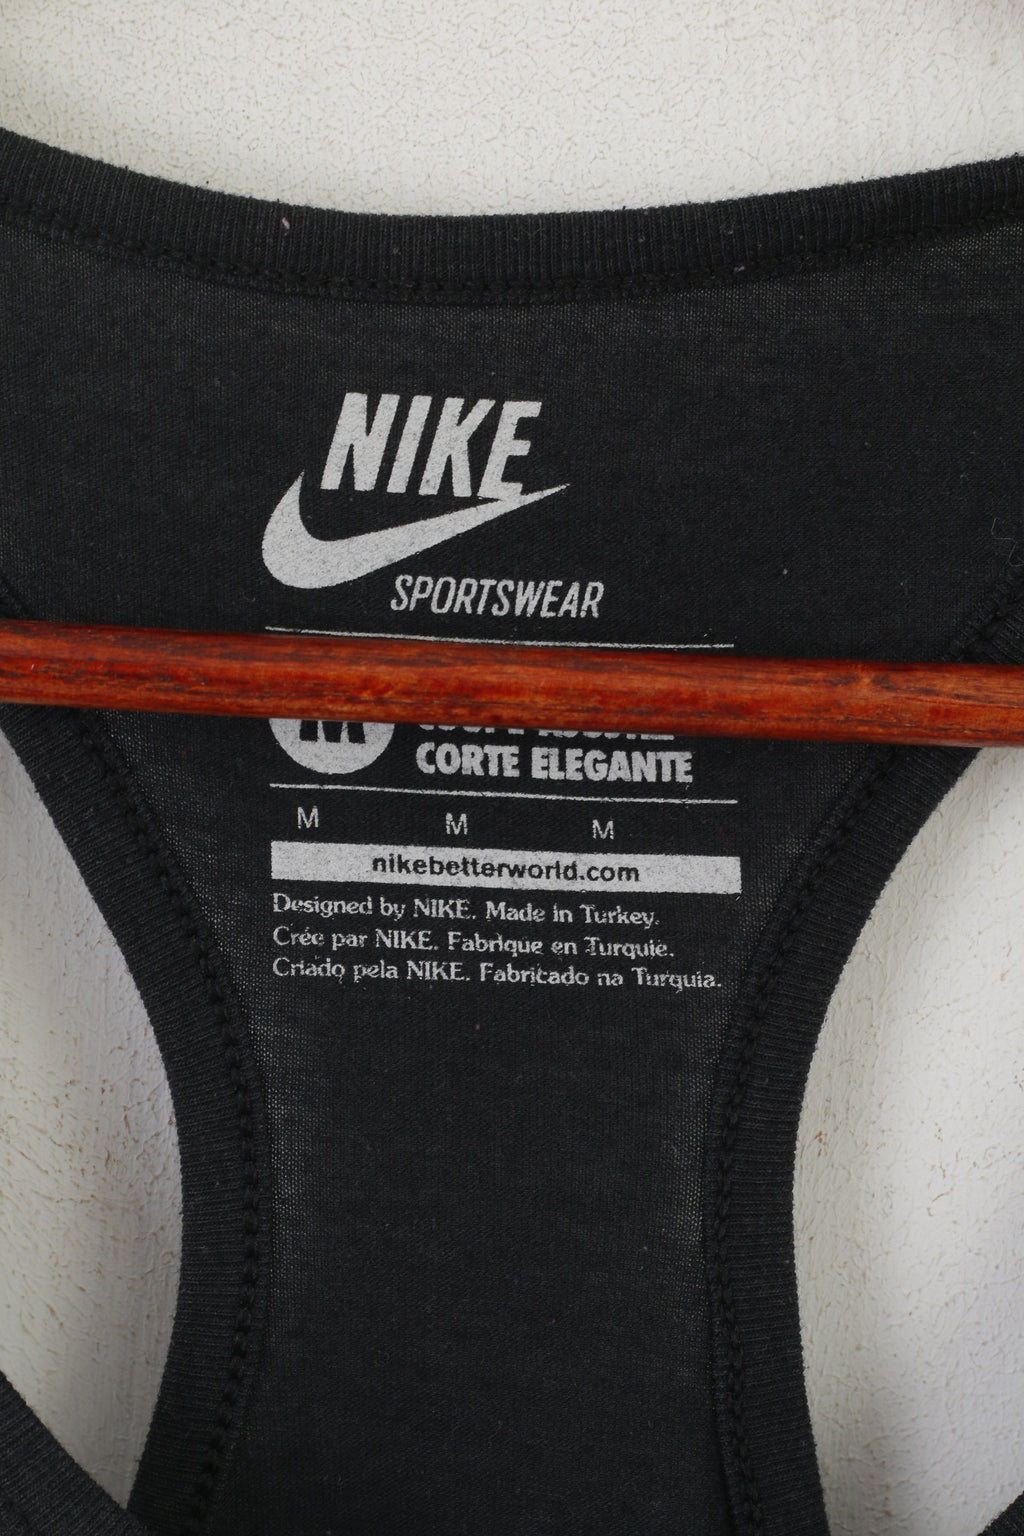 NIKE
SPORTSWEAR
M
CORTE ELEGANTE
M M M
nikebetterworld.com
Designed by NIKE. Made in Turkey.
Crée par NIKE. Fabrique en Turquie.
Criado pela NIKE. Fabricado na Turquia.